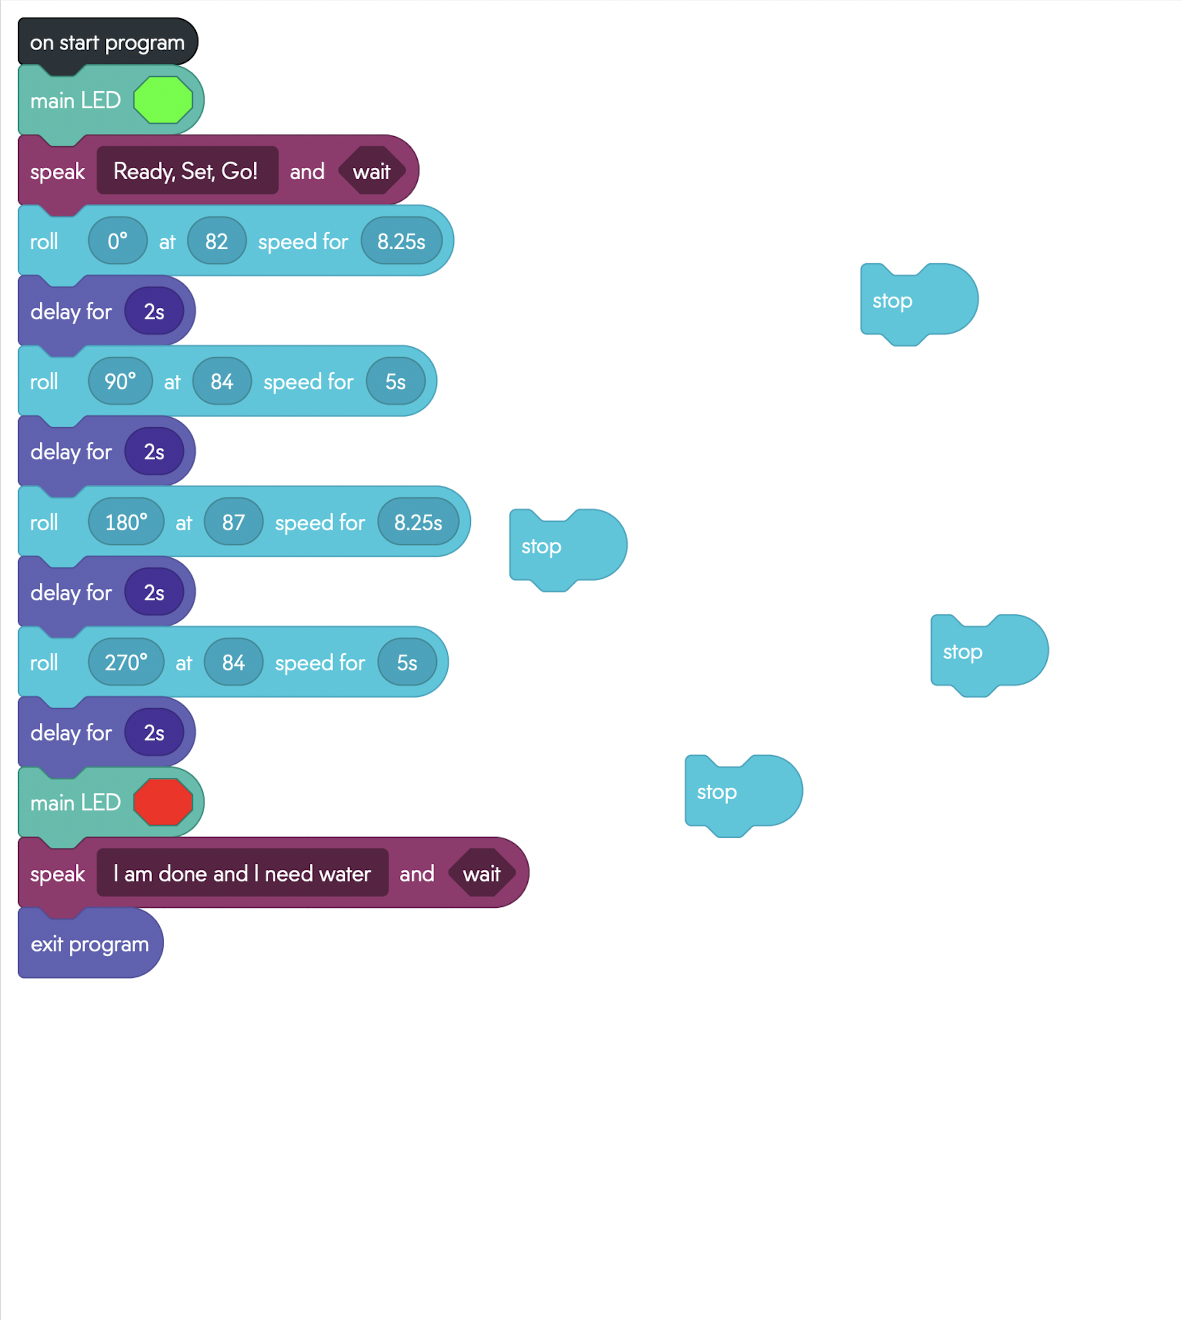 on start program
main LED
speak Ready, Set, Go! and wait
roll 0° at 82 speed for 8.25s
delay for 2s
stop
roll 90° at 84 speed for 5s
delay for 2s
roll 180° at 87 speed for 8.25s
stop
delay for 2s
roll 270° at 84 speed for 5s
stop
delay for 2s
stop
main LED
speak I am done and I need water and wait
exit program